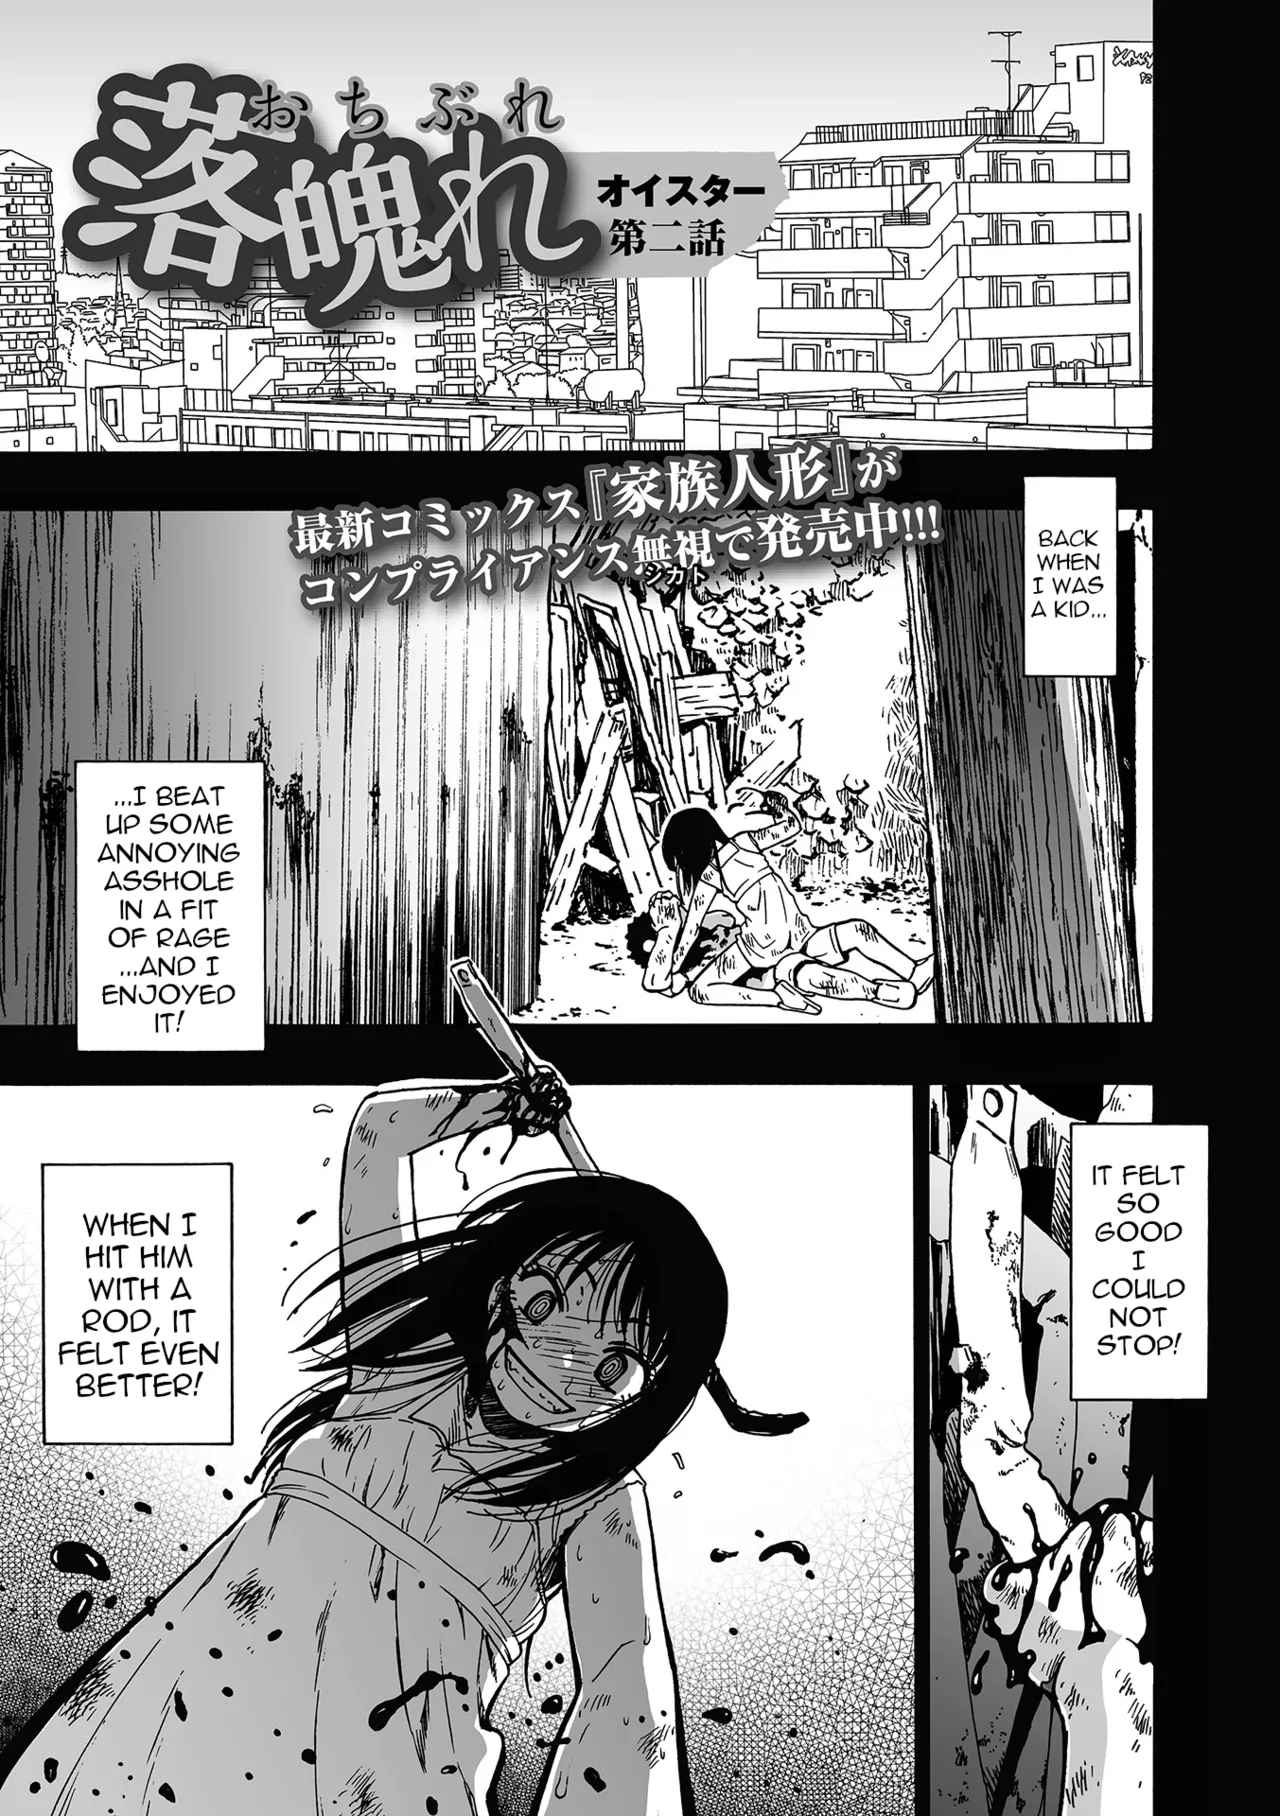 おちぶれ
落魄れ
オイスター
第二話
最新コミックス『家族人形』が
コンプライアンス無視で発売中!!!
シカト
BACK
WHEN
I WAS
A KID...
...I BEAT
UP SOME
ANNOYING
ASSHOLE
IN A FIT
OF RAGE
...AND I
ENJOYED
IT!
IT FELT
SO
GOOD
I
COULD
NOT
STOP!
WHEN I
HIT HIM
WITH A
ROD, IT
FELT EVEN
BETTER!